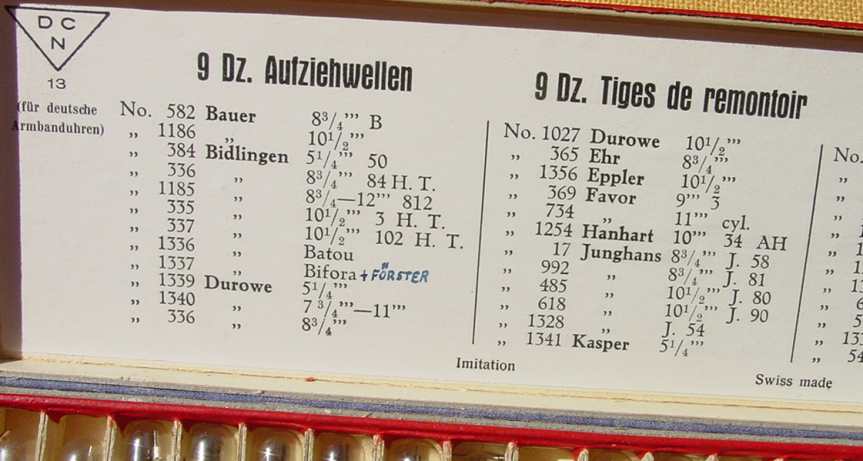 D C
N
13
(für deutsche
Armbanduhren)
9 Dz. Aufziehwellen
No. 582 Bauer 8³/₄''' B
„ 1186 „ 10¹/₂'''
„ 384 Bidlingen 5¹/₄''' 50
„ 336 „ 8³/₄''' 84 H. T.
„ 1185 „ 8³/₄—12''' 812
„ 335 „ 10¹/₂''' 3 H. T.
„ 337 „ 10¹/₂''' 102 H. T.
„ 1336 „ Batou
„ 1337 „ Bifora + FÖRSTER
„ 1339 Durowe 5¹/₄'''
„ 1340 „ 7³/₄'''—11'''
„ 336 „ 8³/₄'''
9 Dz. Tiges de remontoir
No. 1027 Durowe 10¹/₂'''
„ 365 Ehr 8³/₄'''
„ 1356 Eppler 10¹/₂'''
„ 369 Favor 9''' 3
„ 734 „ 11''' cyl.
„ 1254 Hanhart 10''' 34 AH
„ 17 Junghans 8³/₄''' J. 58
„ 992 „ 8³/₄''' J. 81
„ 485 „ 10¹/₂''' J. 80
„ 618 „ 10¹/₂''' J. 90
„ 1328 „ J. 54
„ 1341 Kasper 5¹/₄'''
No.
Imitation
Swiss made